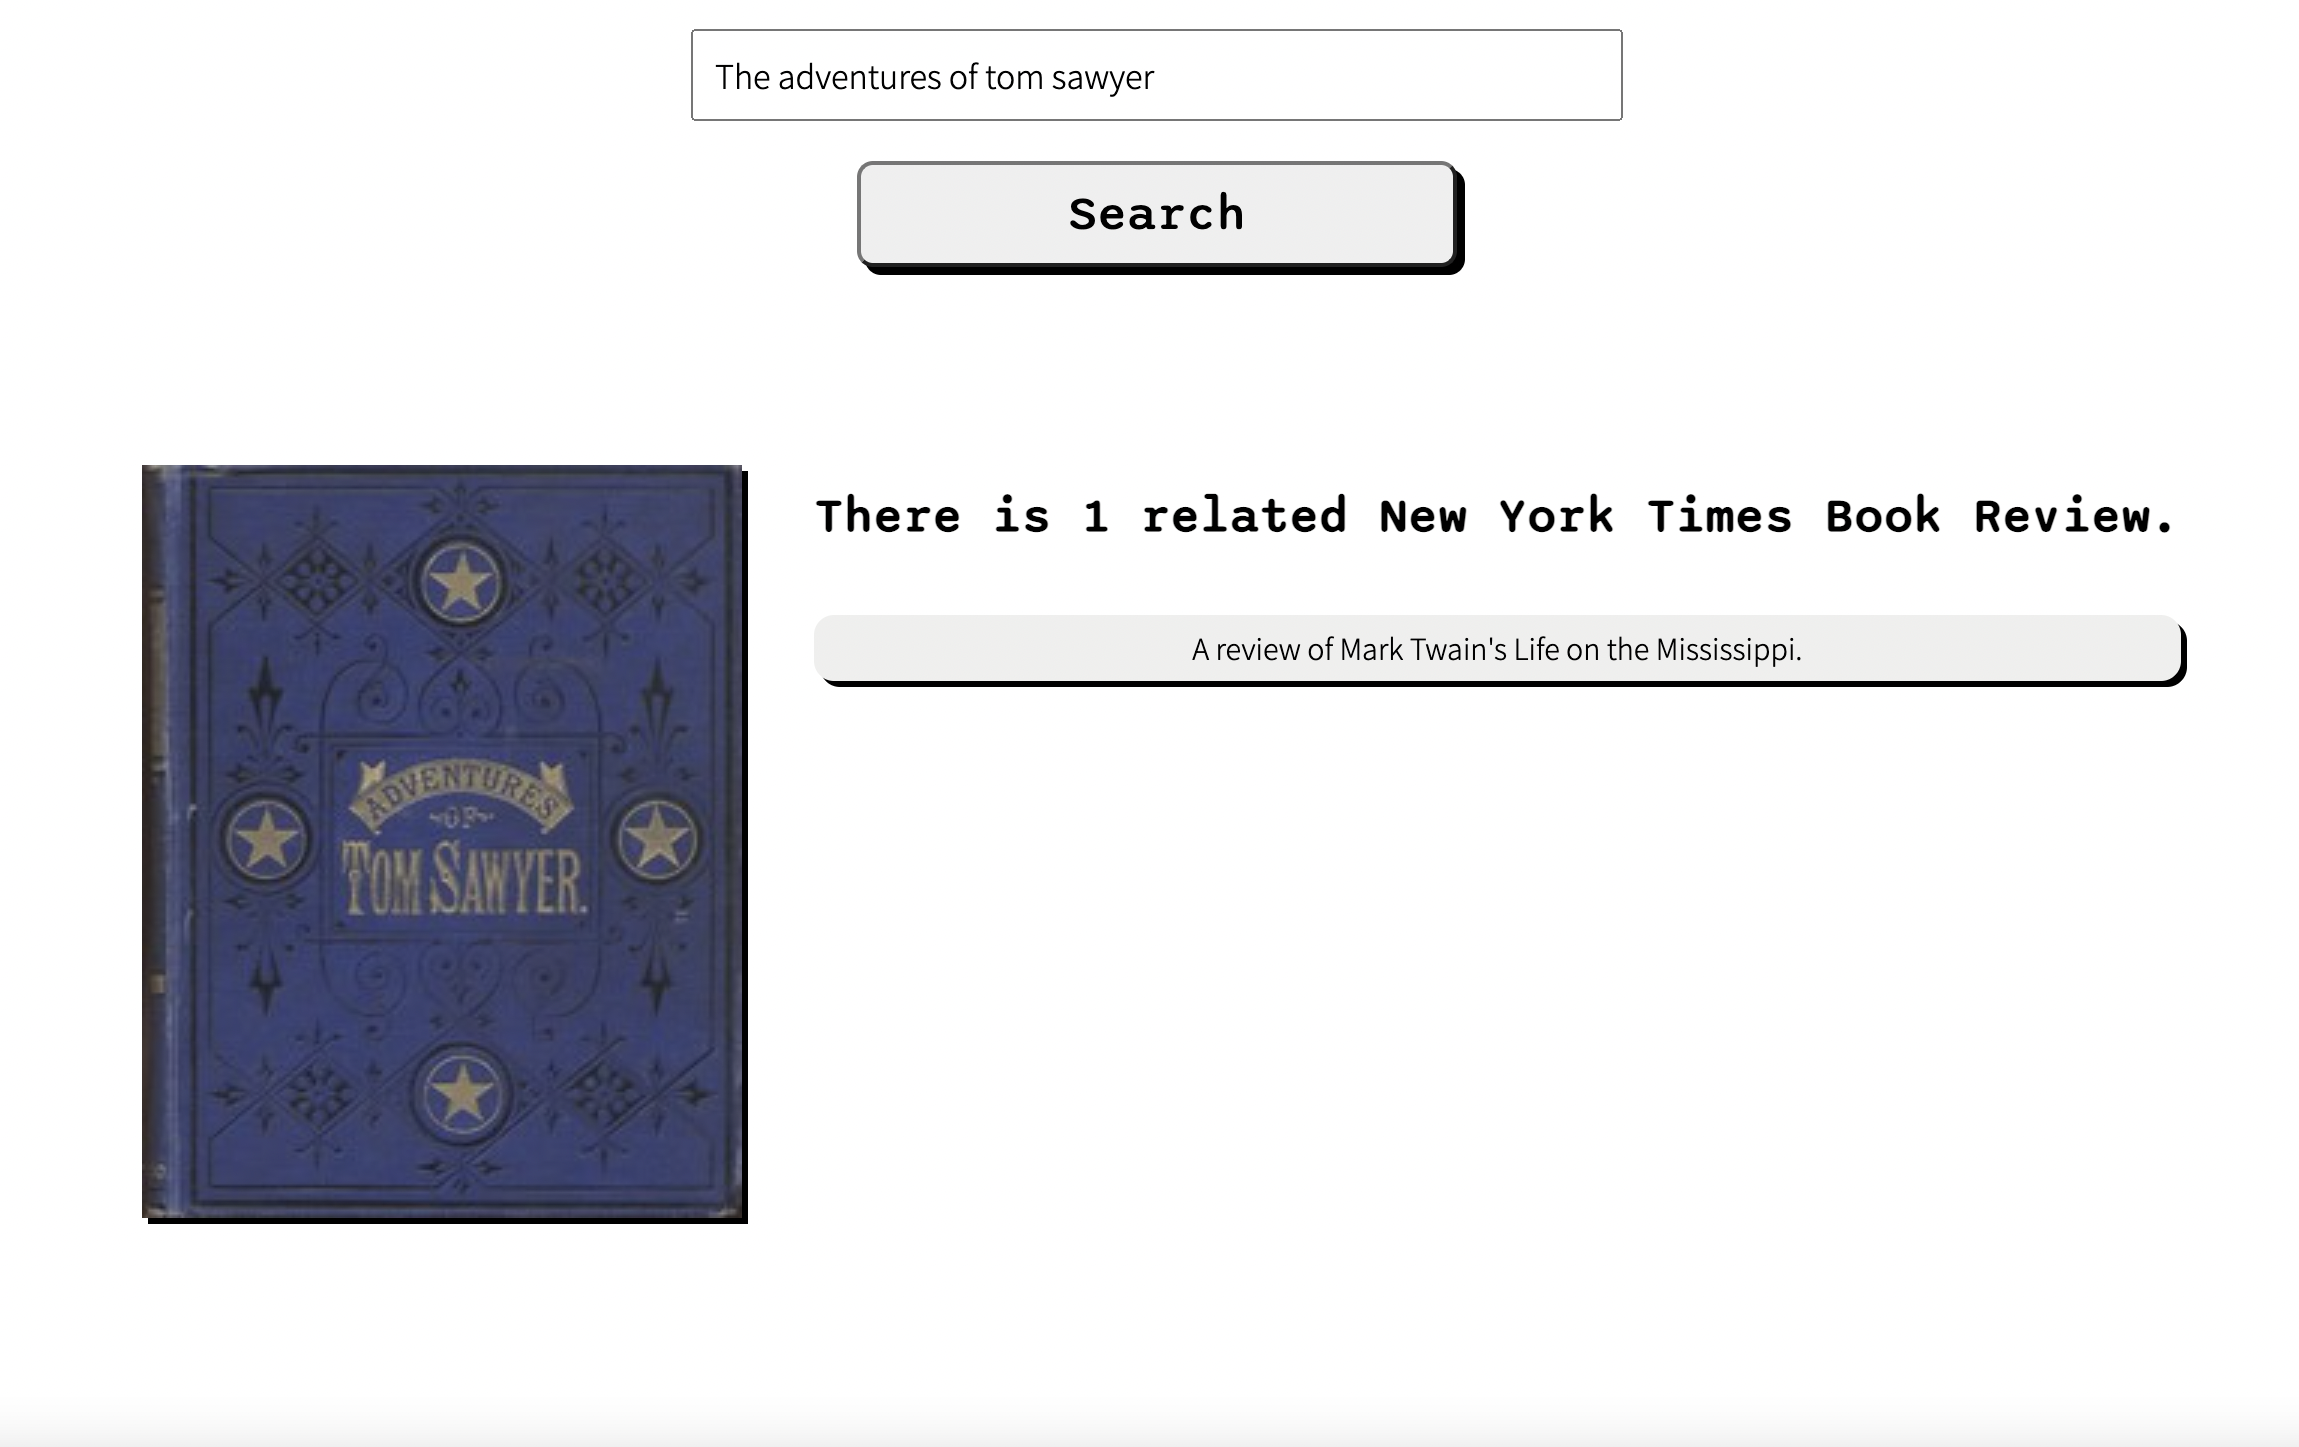 The adventures of tom sawyer
Search
There is 1 related New York Times Book Review.
A review of Mark Twain's Life on the Mississippi.
ADVENTURES
OF
TOM SAWYER.